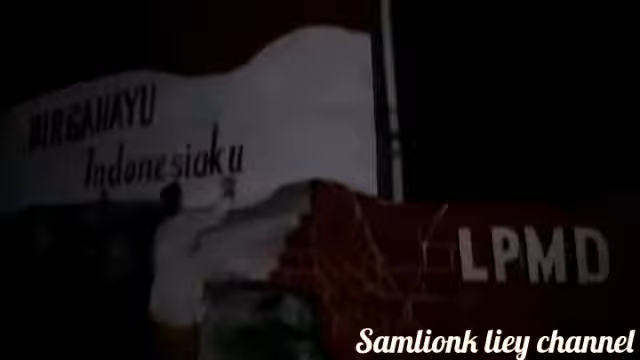 DIRGAHAYU
Indonesiaku
LPMD
Samlionk liey channel